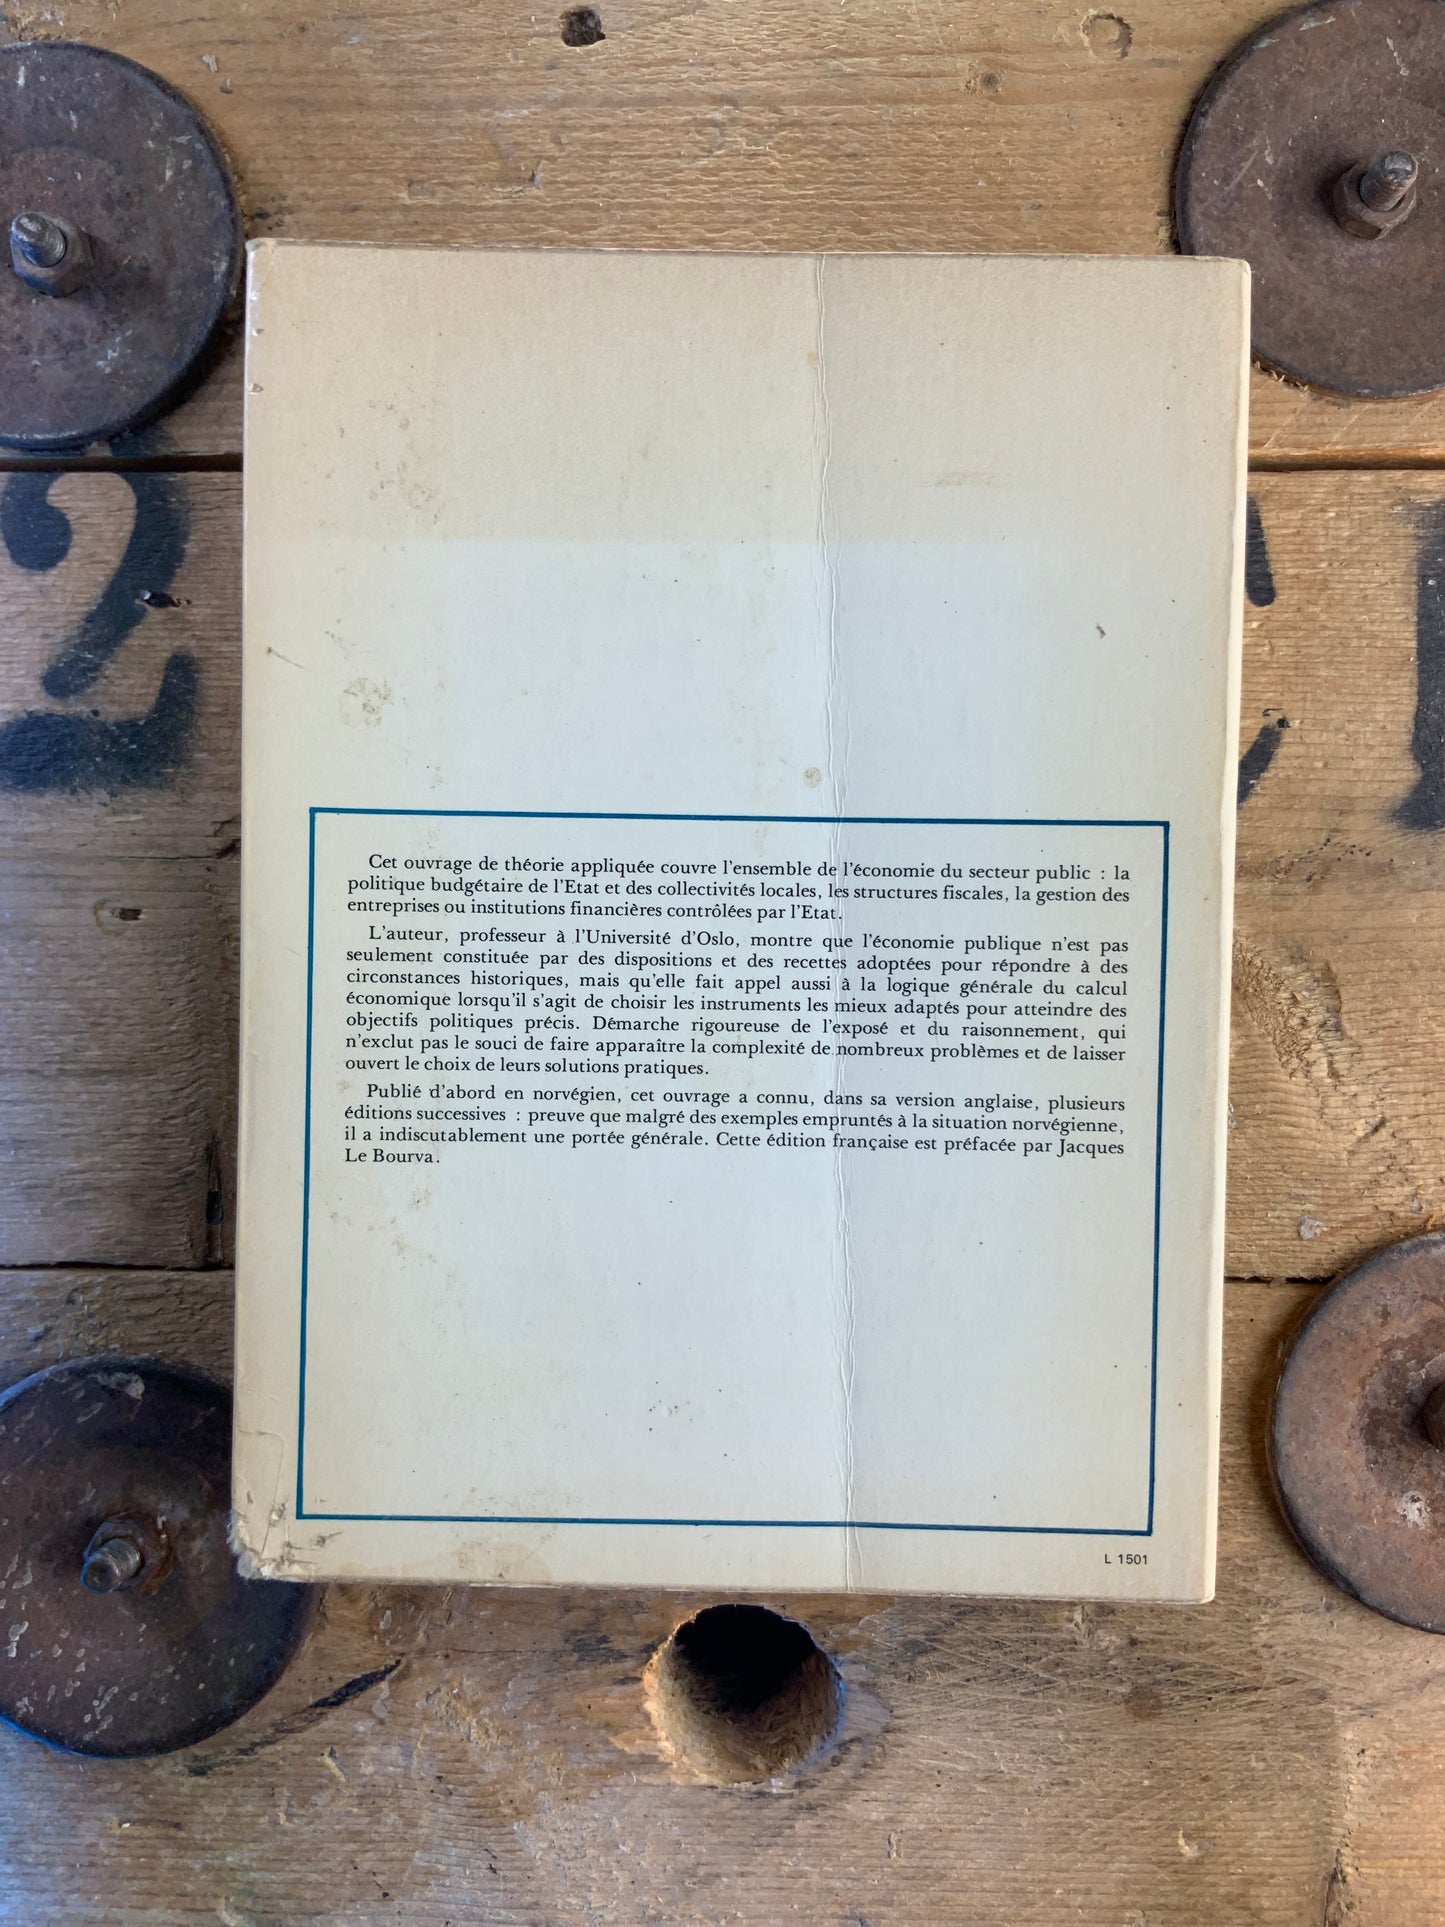 Cet ouvrage de théorie appliquée couvre l'ensemble de l'économie du secteur public : la
politique budgétaire de l'Etat et des collectivités locales, les structures fiscales, la gestion des
entreprises ou institutions financières contrôlées par l'Etat.
L'auteur, professeur à l'Université d'Oslo, montre que l'économie publique n'est pas
seulement constituée par des dispositions et des recettes adoptées pour répondre à des
circonstances historiques, mais qu'elle fait appel aussi à la logique générale du calcul
économique lorsqu'il s'agit de choisir les instruments les mieux adaptés pour atteindre des
objectifs politiques précis. Démarche rigoureuse de l'exposé et du raisonnement, qui
n'exclut pas le souci de faire apparaître la complexité de nombreux problèmes et de laisser
ouvert le choix de leurs solutions pratiques.
Publié d'abord en norvégien, cet ouvrage a connu, dans sa version anglaise, plusieurs
éditions successives : preuve que malgré des exemples empruntés à la situation norvégienne,
il a indiscutablement une portée générale. Cette édition française est préfacée par Jacques
Le Bourva.
L 1501
2